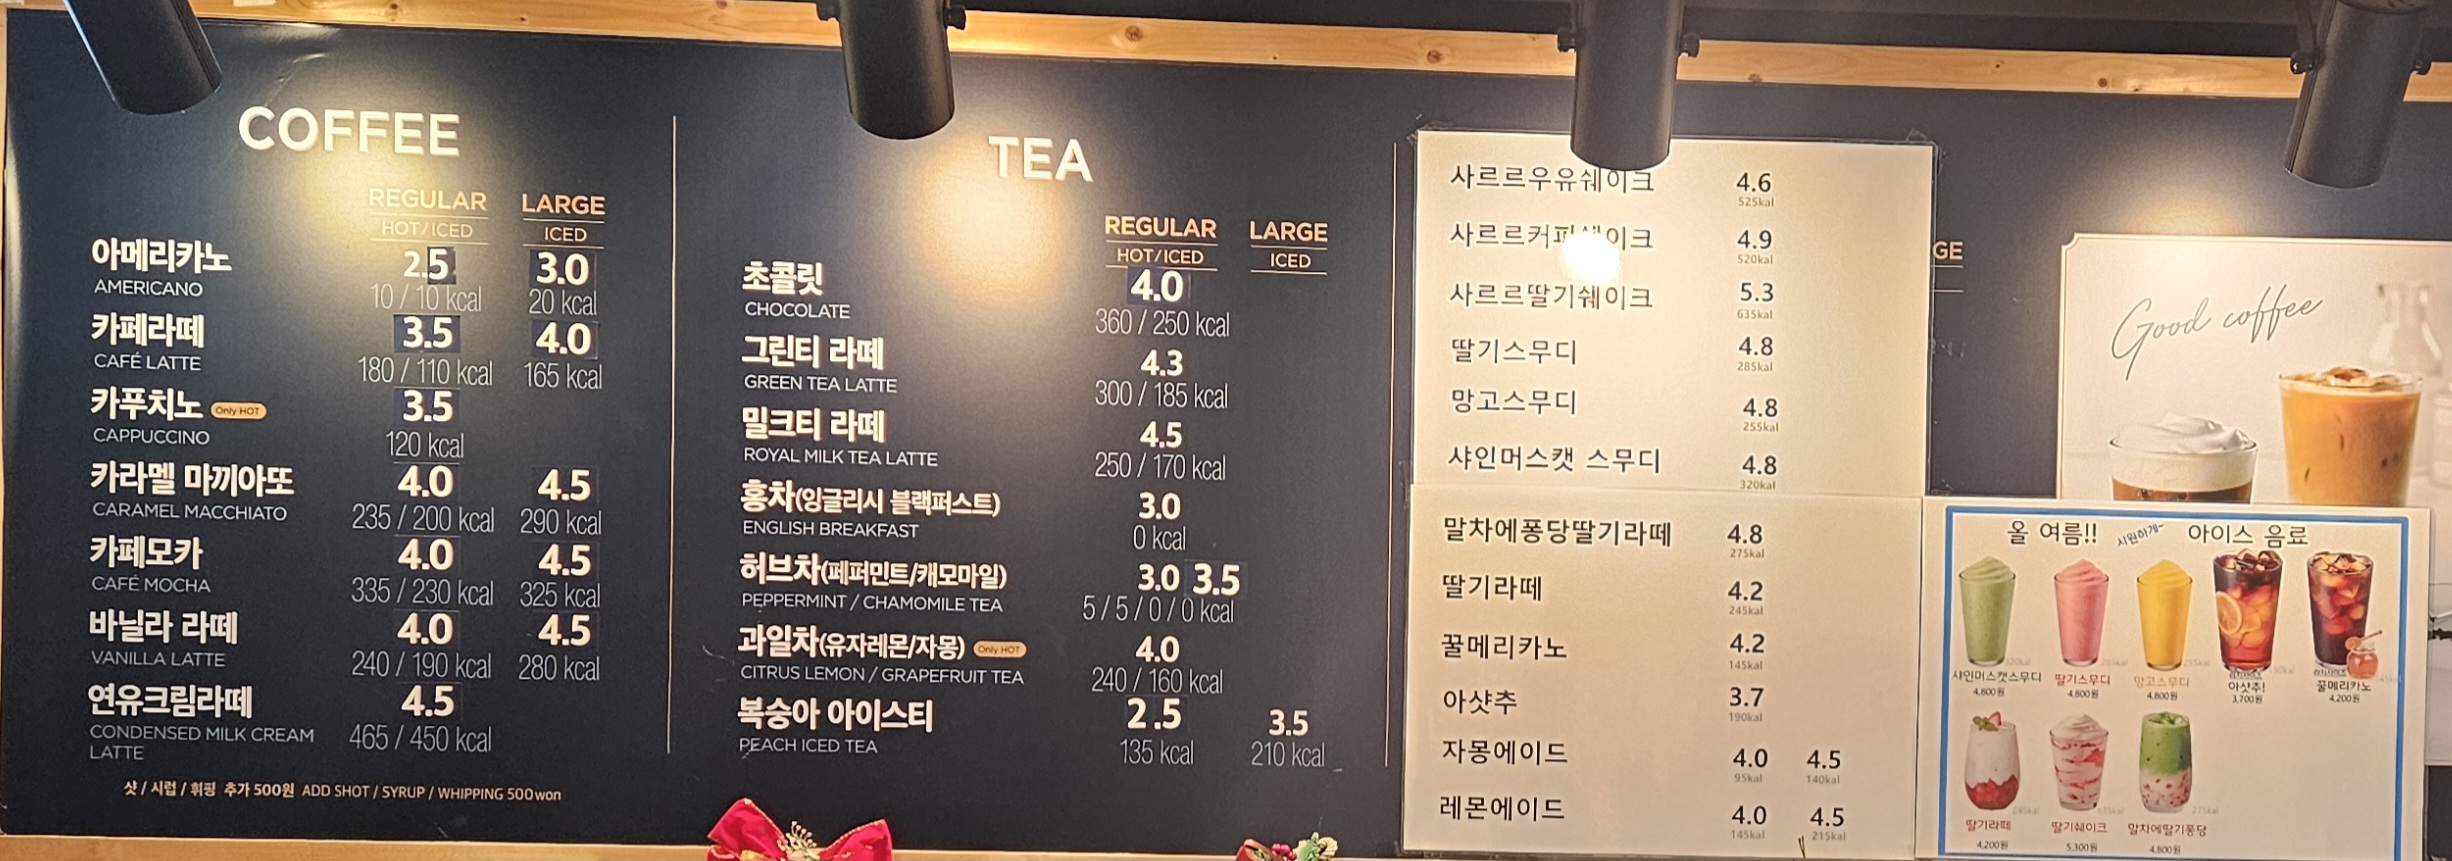 COFFEE
REGULAR LARGE
HOT/ICED ICED
아메리카노 2.5 3.0
AMERICANO 10 / 10 kcal 20 kcal
카페라떼 3.5 4.0
CAFÉ LATTE 180 / 110 kcal 165 kcal
카푸치노 Only HOT 3.5
CAPPUCCINO 120 kcal
카라멜 마끼아또 4.0 4.5
CARAMEL MACCHIATO 235 / 200 kcal 290 kcal
카페모카 4.0 4.5
CAFÉ MOCHA 335 / 230 kcal 325 kcal
바닐라 라떼 4.0 4.5
VANILLA LATTE 240 / 190 kcal 280 kcal
연유크림라떼 4.5
CONDENSED MILK CREAM 465 / 450 kcal
LATTE
샷 / 시럽 / 휘핑 추가 500원 ADD SHOT / SYRUP / WHIPPING 500won
TEA
REGULAR LARGE
HOT/ICED ICED
초콜릿 4.0
CHOCOLATE 360 / 250 kcal
그린티 라떼 4.3
GREEN TEA LATTE 300 / 185 kcal
밀크티 라떼 4.5
ROYAL MILK TEA LATTE 250 / 170 kcal
홍차(잉글리시 블랙퍼스트) 3.0
ENGLISH BREAKFAST 0 kcal
허브차(페퍼민트/캐모마일) 3.0 3.5
PEPPERMINT / CHAMOMILE TEA 5 / 5 / 0 / 0 kcal
과일차(유자레몬/자몽) Only HOT 4.0
CITRUS LEMON / GRAPEFRUIT TEA 240 / 160 kcal
복숭아 아이스티 2.5 3.5
PEACH ICED TEA 135 kcal 210 kcal
사르르우유쉐이크 4.6
525kal
사르르커피쉐이크 4.9
520kal
사르르딸기쉐이크 5.3
635kal
딸기스무디 4.8
285kal
망고스무디 4.8
255kal
샤인머스캣 스무디 4.8
320kal
말차에퐁당딸기라떼 4.8
275kal
딸기라떼 4.2
245kal
꿀메리카노 4.2
145kal
아샷추 3.7
190kal
자몽에이드 4.0 4.5
95kal 140kal
레몬에이드 4.0 4.5
145kal 215kal
GE
Good coffee
올 여름!! 시원하게~ 아이스 음료
샤인머스캣스무디 딸기스무디 망고스무디 아샷추! 꿀메리카노
4,800원 4,800원 4,800원 3,700원 4,200원
딸기라떼 딸기쉐이크 말차에딸기퐁당
4,200원 5,300원 4,800원